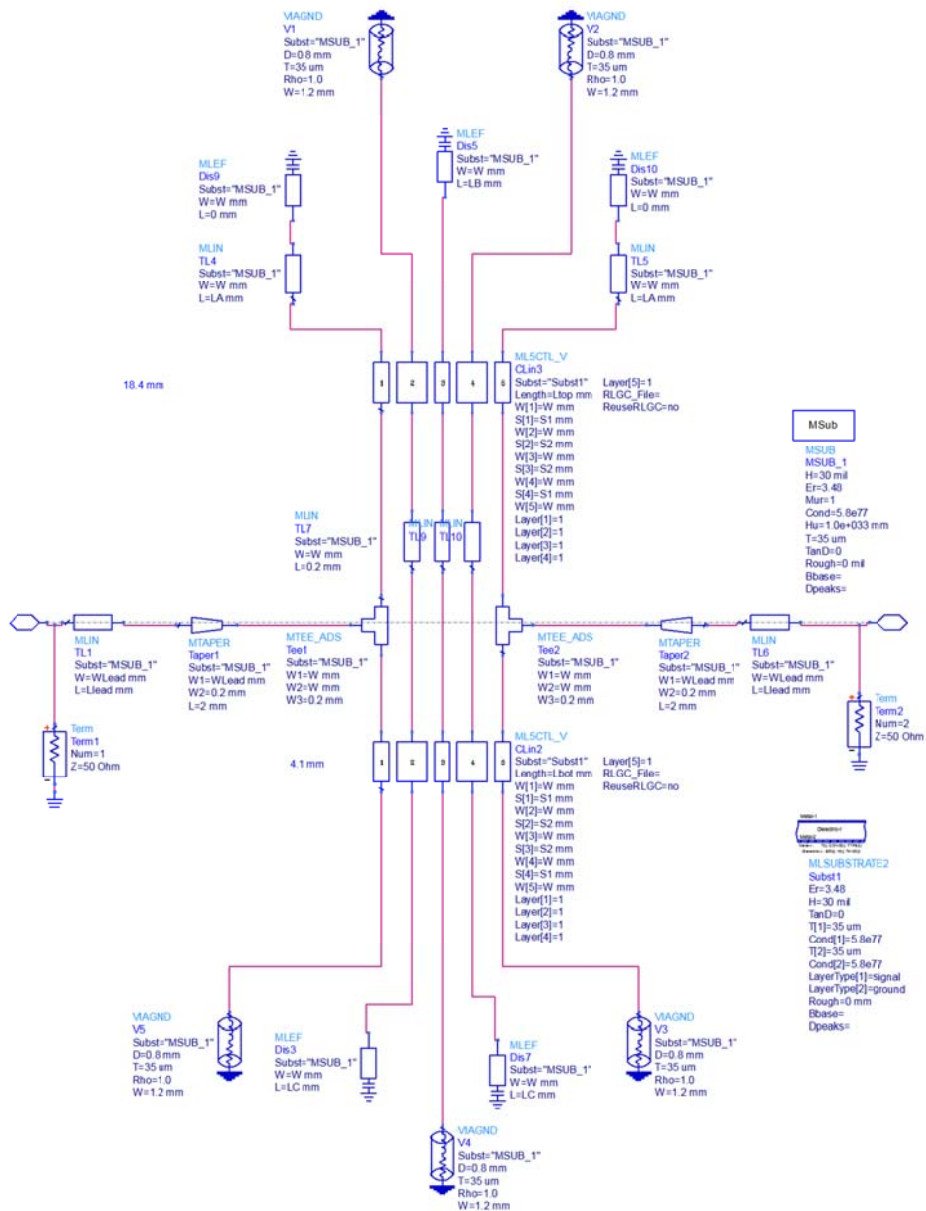 VIAGND
V1
Subst="MSUB_1"
D=0.8 mm
T=35 um
Rho=1.0
W=1.2 mm
VIAGND
V2
Subst="MSUB_1"
D=0.8 mm
T=35 um
Rho=1.0
W=1.2 mm
MLEF
Dis5
Subst="MSUB_1"
W=W mm
L=LB mm
MLEF
Dis9
Subst="MSUB_1"
W=W mm
L=0 mm
MLEF
Dis10
Subst="MSUB_1"
W=W mm
L=0 mm
MLIN
TL4
Subst="MSUB_1"
W=W mm
L=LA mm
MLIN
TL5
Subst="MSUB_1"
W=W mm
L=LA mm
18.4 mm
1 2 3 4 5
ML5CTL_V
CLin3
Subst="Subst1"
Length=Ltop mm
W[1]=W mm
S[1]=S1 mm
W[2]=W mm
S[2]=S2 mm
W[3]=W mm
S[3]=S2 mm
W[4]=W mm
S[4]=S1 mm
W[5]=W mm
Layer[1]=1
Layer[2]=1
Layer[3]=1
Layer[4]=1
Layer[5]=1
RLGC_File=
ReuseRLGC=no
MSub
MSUB
MSUB_1
H=30 mil
Er=3.48
Mur=1
Cond=5.8e77
Hu=1.0e+033 mm
T=35 um
TanD=0
Rough=0 mil
Bbase=
Dpeaks=
MLIN
TL7
Subst="MSUB_1"
W=W mm
L=0.2 mm
MLIN
TL9
MLIN
TL10
MLIN
TL1
Subst="MSUB_1"
W=WLead mm
L=Llead mm
MTAPER
Taper1
Subst="MSUB_1"
W1=WLead mm
W2=0.2 mm
L=2 mm
MTEE_ADS
Tee1
Subst="MSUB_1"
W1=W mm
W2=W mm
W3=0.2 mm
MTEE_ADS
Tee2
Subst="MSUB_1"
W1=W mm
W2=W mm
W3=0.2 mm
MTAPER
Taper2
Subst="MSUB_1"
W1=WLead mm
W2=0.2 mm
L=2 mm
MLIN
TL6
Subst="MSUB_1"
W=WLead mm
L=Llead mm
Term
Term1
Num=1
Z=50 Ohm
Term
Term2
Num=2
Z=50 Ohm
4.1 mm
1 2 3 4 5
ML5CTL_V
CLin2
Subst="Subst1"
Length=Lbot mm
W[1]=W mm
S[1]=S1 mm
W[2]=W mm
S[2]=S2 mm
W[3]=W mm
S[3]=S2 mm
W[4]=W mm
S[4]=S1 mm
W[5]=W mm
Layer[1]=1
Layer[2]=1
Layer[3]=1
Layer[4]=1
Layer[5]=1
RLGC_File=
ReuseRLGC=no
MLSUBSTRATE2
Subst1
Er=3.48
H=30 mil
TanD=0
T[1]=35 um
Cond[1]=5.8e77
T[2]=35 um
Cond[2]=5.8e77
LayerType[1]=signal
LayerType[2]=ground
Rough=0 mm
Bbase=
Dpeaks=
VIAGND
V5
Subst="MSUB_1"
D=0.8 mm
T=35 um
Rho=1.0
W=1.2 mm
MLEF
Dis3
Subst="MSUB_1"
W=W mm
L=LC mm
MLEF
Dis7
Subst="MSUB_1"
W=W mm
L=LC mm
VIAGND
V3
Subst="MSUB_1"
D=0.8 mm
T=35 um
Rho=1.0
W=1.2 mm
VIAGND
V4
Subst="MSUB_1"
D=0.8 mm
T=35 um
Rho=1.0
W=1.2 mm